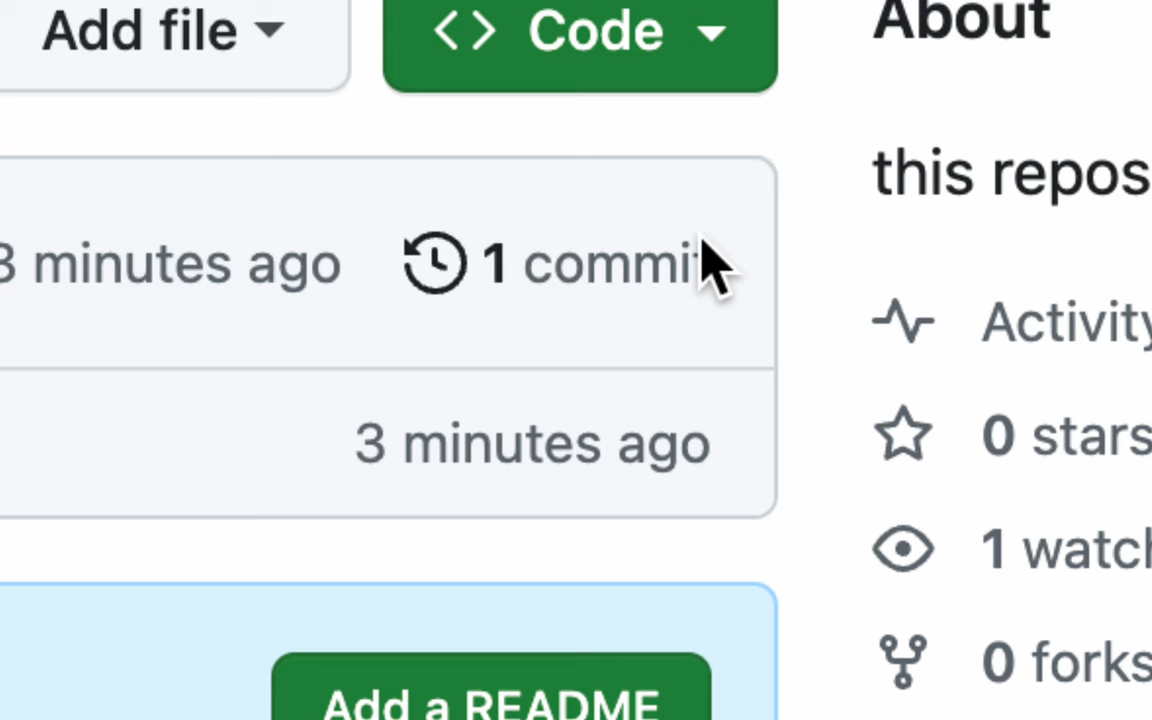 Add file
Code
About
this repos
3 minutes ago
1 commit
Activity
3 minutes ago
0 stars
1 watch
0 forks
Add a README